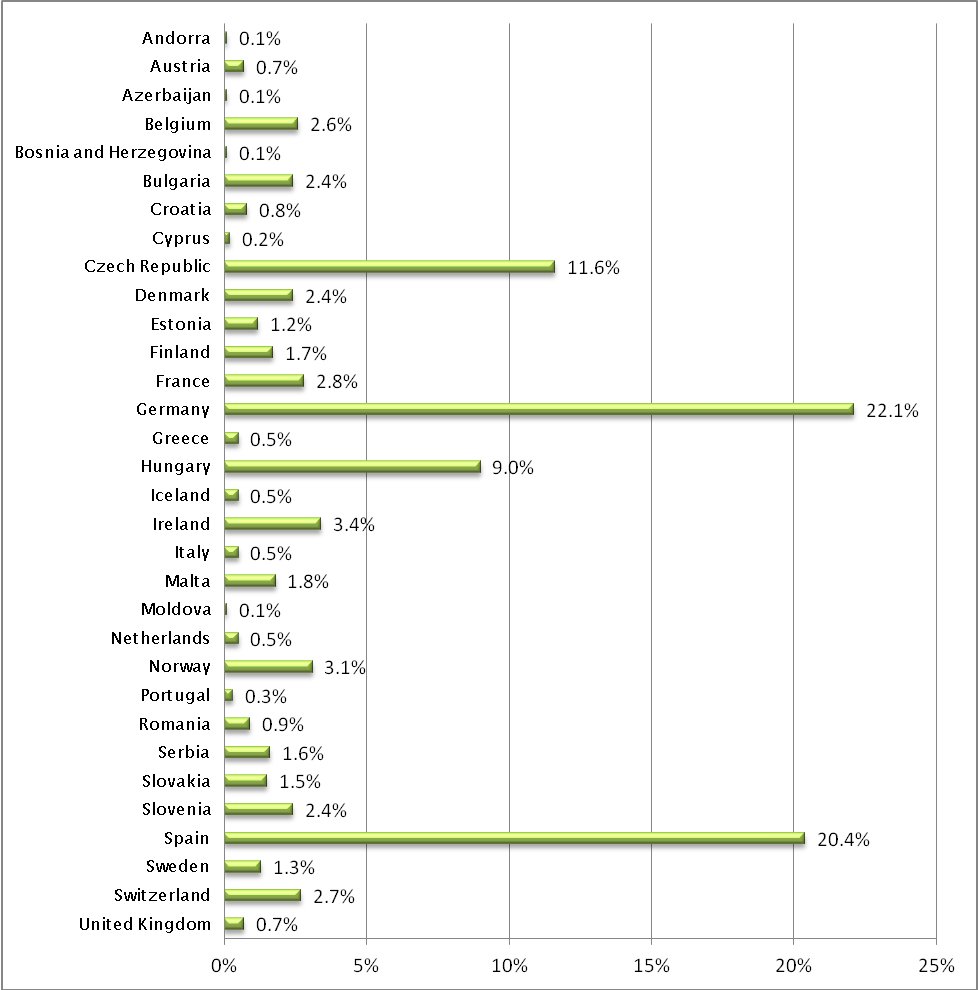 Andorra 0.1%
Austria 0.7%
Azerbaijan 0.1%
Belgium 2.6%
Bosnia and Herzegovina 0.1%
Bulgaria 2.4%
Croatia 0.8%
Cyprus 0.2%
Czech Republic 11.6%
Denmark 2.4%
Estonia 1.2%
Finland 1.7%
France 2.8%
Germany 22.1%
Greece 0.5%
Hungary 9.0%
Iceland 0.5%
Ireland 3.4%
Italy 0.5%
Malta 1.8%
Moldova 0.1%
Netherlands 0.5%
Norway 3.1%
Portugal 0.3%
Romania 0.9%
Serbia 1.6%
Slovakia 1.5%
Slovenia 2.4%
Spain 20.4%
Sweden 1.3%
Switzerland 2.7%
United Kingdom 0.7%
0% 5% 10% 15% 20% 25%